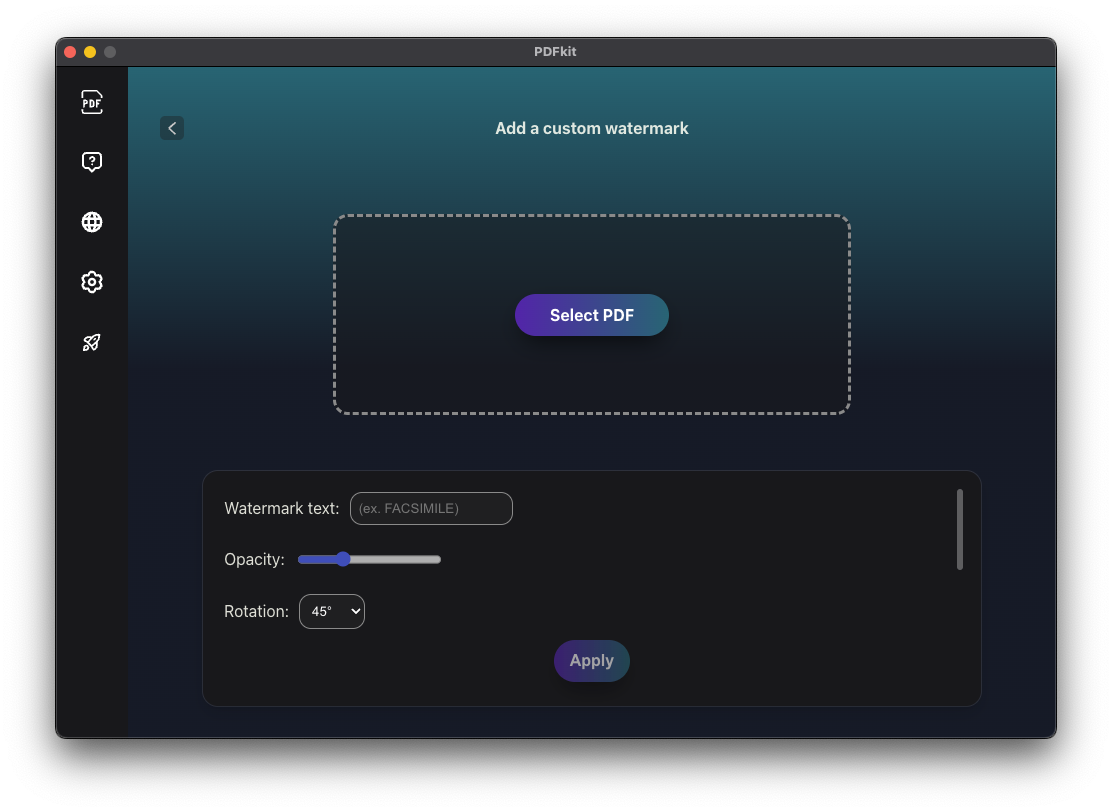 PDFkit
PDF
?
Add a custom watermark
Select PDF
Watermark text: (ex. FACSIMILE)
Opacity:
Rotation: 45°
Apply